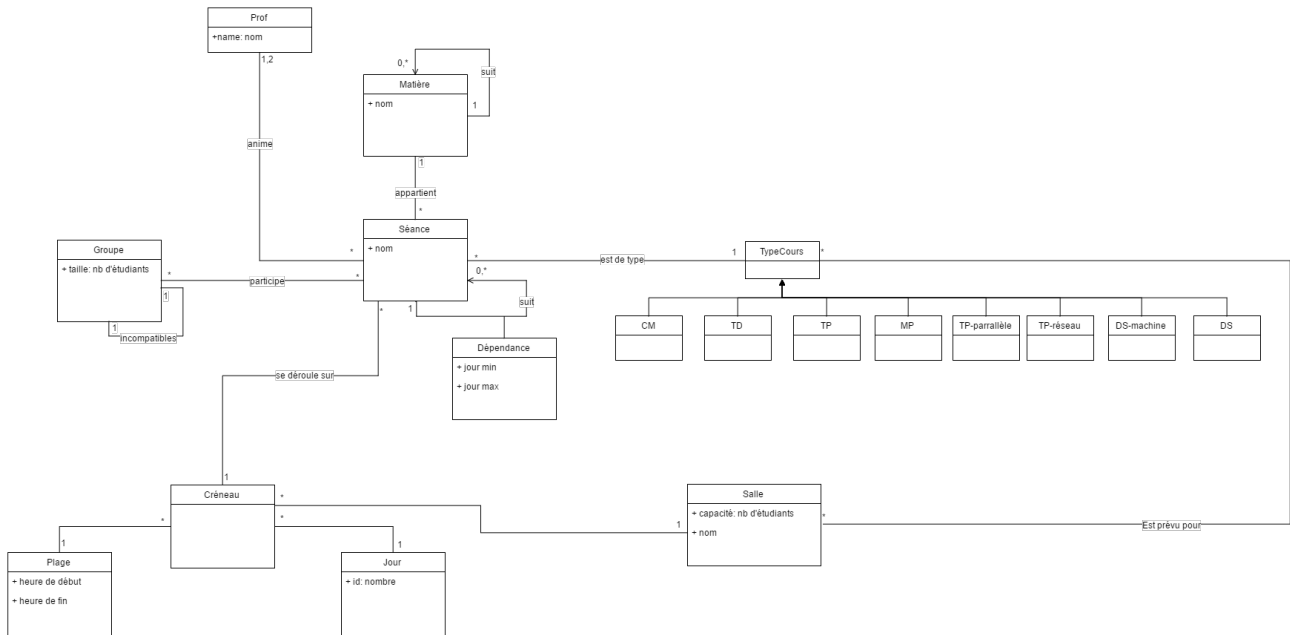 Prof
+name: nom
1,2
0,*
suit
Matière
+ nom
1
anime
1
appartient
*
Séance
+ nom
*
*
est de type
1
TypeCours
*
Groupe
+ taille: nb d'étudiants
*
participe
*
0,*
suit
1
1
1
incompatibles
*
CM
TD
TP
MP
TP-parrallèle
TP-réseau
DS-machine
DS
Dépendance
+ jour min
+ jour max
se déroule sur
1
Créneau
*
*
*
Salle
+ capacité: nb d'étudiants
+ nom
1
*
Est prévu pour
1
1
Plage
+ heure de début
+ heure de fin
Jour
+ id: nombre